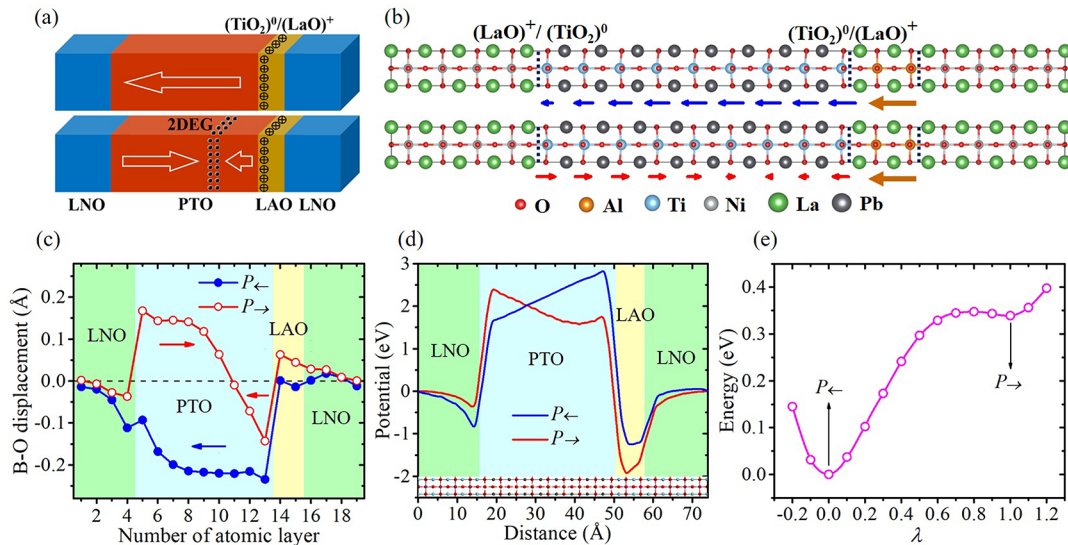 (a)
(TiO₂)⁰/(LaO)⁺
2DEG
LNO PTO LAO LNO
(b)
(LaO)⁺/(TiO₂)⁰ (TiO₂)⁰/(LaO)⁺
O Al Ti Ni La Pb
(c)
B-O displacement (Å)
0.2
0.1
0.0
-0.1
-0.2
P←
P→
LNO
LAO
PTO
LNO
2 4 6 8 10 12 14 16 18
Number of atomic layer
(d)
Potential (eV)
3
2
1
0
-1
-2
LNO
PTO
LAO
LNO
P←
P→
0 10 20 30 40 50 60 70
Distance (Å)
(e)
Energy (eV)
0.4
0.3
0.2
0.1
0.0
P←
P→
-0.2 0.0 0.2 0.4 0.6 0.8 1.0 1.2
λ